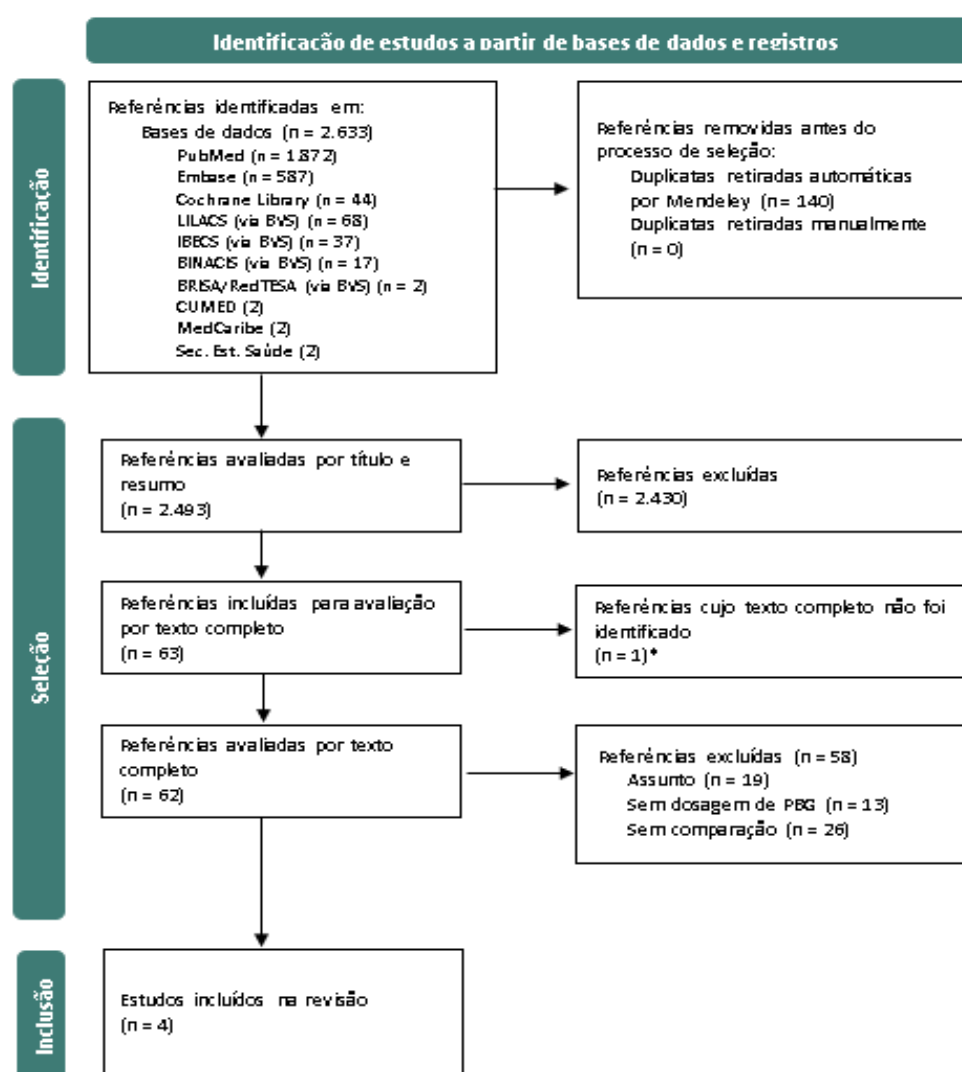 Identificação de estudos a partir de bases de dados e registros
Identificação
Referências identificadas em:
Bases de dados (n = 2.633)
PubMed (n = 1.872)
Embase (n = 587)
Cochrane Library (n = 44)
LILACS (via BVS) (n = 68)
IBECS (via BVS) (n = 37)
BINACIS (via BVS) (n = 17)
BRISA/RedTESA (via BVS) (n = 2)
CUMED (2)
MedCaribe (2)
Sec. Est. Saúde (2)
Referências removidas antes do
processo de seleção:
Duplicatas retiradas automáticas
por Mendeley (n = 140)
Duplicatas retiradas manualmente
(n = 0)
Seleção
Referências avaliadas por título e
resumo
(n = 2.493)
Referências excluídas
(n = 2.430)
Referências incluídas para avaliação
por texto completo
(n = 63)
Referências cujo texto completo não foi
identificado
(n = 1)*
Referências avaliadas por texto
completo
(n = 62)
Referências excluídas (n = 58)
Assunto (n = 19)
Sem dosagem de PBG (n = 13)
Sem comparação (n = 26)
Inclusão
Estudos incluídos na revisão
(n = 4)